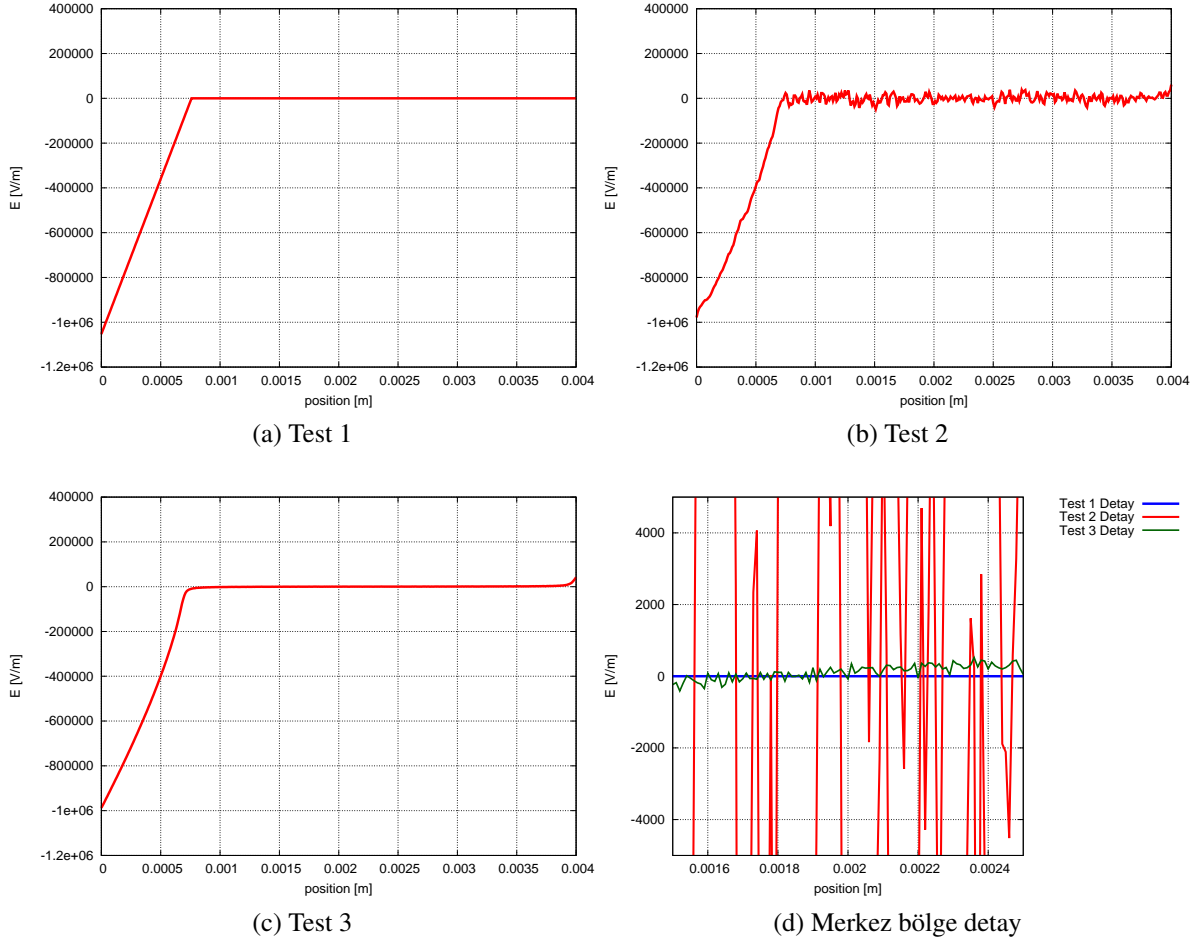 400000
200000
0
-200000
-400000
-600000
-800000
-1e+06
-1.2e+06
E [V/m]
0 0.0005 0.001 0.0015 0.002 0.0025 0.003 0.0035 0.004
position [m]
(a) Test 1
400000
200000
0
-200000
-400000
-600000
-800000
-1e+06
-1.2e+06
E [V/m]
0 0.0005 0.001 0.0015 0.002 0.0025 0.003 0.0035 0.004
position [m]
(b) Test 2
400000
200000
0
-200000
-400000
-600000
-800000
-1e+06
-1.2e+06
E [V/m]
0 0.0005 0.001 0.0015 0.002 0.0025 0.003 0.0035 0.004
position [m]
(c) Test 3
4000
2000
0
-2000
-4000
E [V/m]
0.0016 0.0018 0.002 0.0022 0.0024
position [m]
Test 1 Detay
Test 2 Detay
Test 3 Detay
(d) Merkez bölge detay